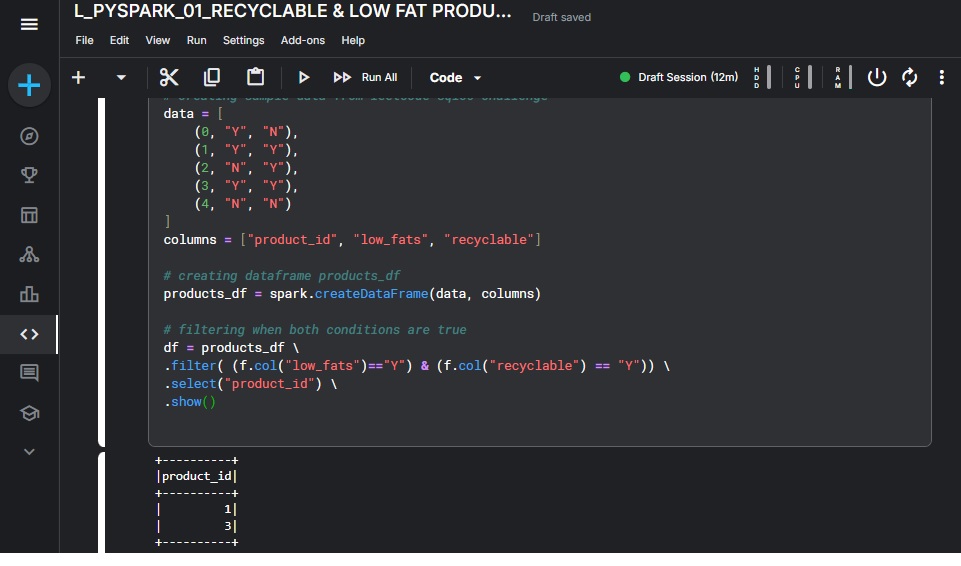 L_PYSPARK_01_RECYCLABLE & LOW FAT PRODU...
Draft saved
File Edit View Run Settings Add-ons Help
Run All Code Draft Session (12m) HDD CPU RAM
# creating sample data from leetcode sql50 challenge
data = [
(0, "Y", "N"),
(1, "Y", "Y"),
(2, "N", "Y"),
(3, "Y", "Y"),
(4, "N", "N")
]
columns = ["product_id", "low_fats", "recyclable"]
# creating dataframe products_df
products_df = spark.createDataFrame(data, columns)
# filtering when both conditions are true
df = products_df \
.filter( (f.col("low_fats")=="Y") & (f.col("recyclable") == "Y")) \
.select("product_id") \
.show()
+----------+
|product_id|
+----------+
|         1|
|         3|
+----------+